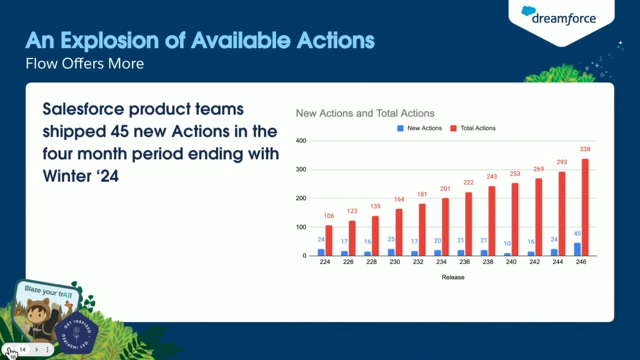 dreamforce
An Explosion of Available Actions
Flow Offers More
Salesforce product teams
shipped 45 new Actions in the
four month period ending with
Winter ‘24
New Actions and Total Actions
New Actions Total Actions
400
300
200
100
0
106 123 139 164 181 201 222 243 253 269 293 338
24 17 16 25 17 20 21 21 10 16 24 45
224 226 228 230 232 234 236 238 240 242 244 246
Release
Blaze your trAIl
GET INSPIRED
GET INSPIRED
14